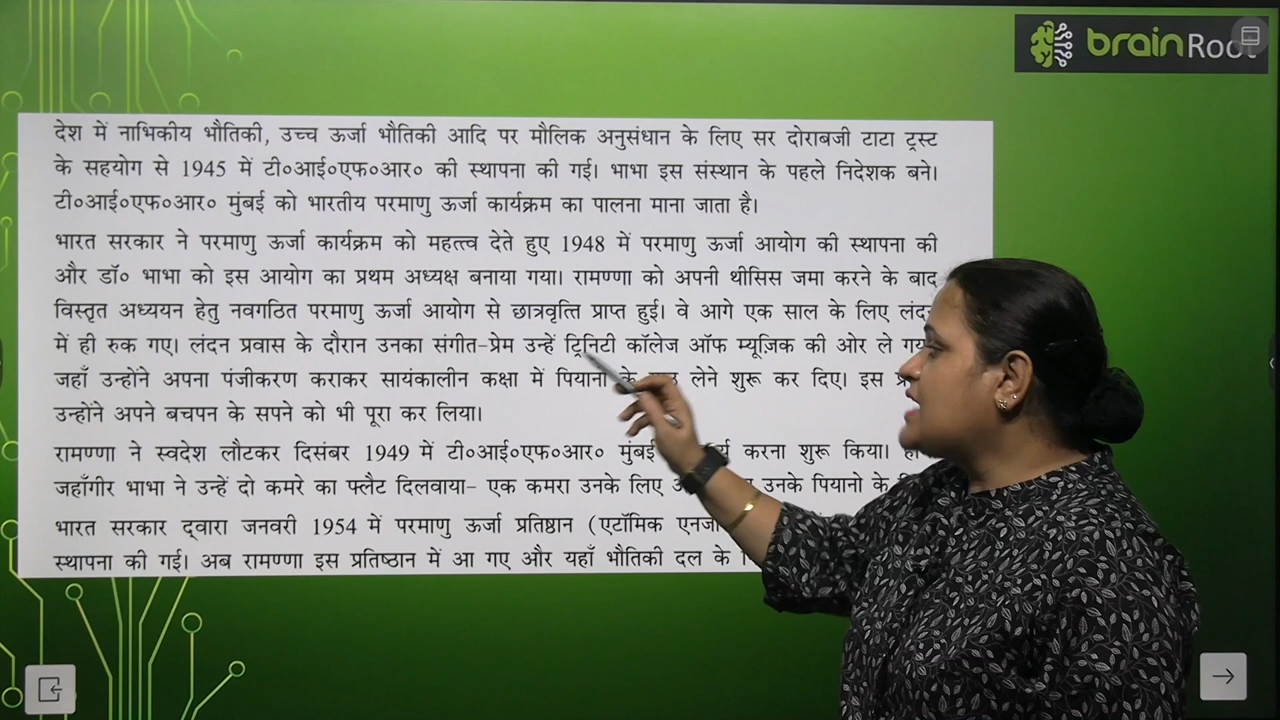 brainRoot
देश में नाभिकीय भौतिकी, उच्च ऊर्जा भौतिकी आदि पर मौलिक अनुसंधान के लिए सर दोराबजी टाटा ट्रस्ट
के सहयोग से 1945 में टी०आई०एफ०आर० की स्थापना की गई। भाभा इस संस्थान के पहले निदेशक बने।
टी०आई०एफ०आर० मुंबई को भारतीय परमाणु ऊर्जा कार्यक्रम का पालना माना जाता है।
भारत सरकार ने परमाणु ऊर्जा कार्यक्रम को महत्त्व देते हुए 1948 में परमाणु ऊर्जा आयोग की स्थापना की
और डॉ० भाभा को इस आयोग का प्रथम अध्यक्ष बनाया गया। रामण्णा को अपनी थीसिस जमा करने के बाद
विस्तृत अध्ययन हेतु नवगठित परमाणु ऊर्जा आयोग से छात्रवृत्ति प्राप्त हुई। वे आगे एक साल के लिए
में ही रुक गए। लंदन प्रवास के दौरान उनका संगीत-प्रेम उन्हें ट्रिनिटी कॉलेज ऑफ म्यूज़िक की ओर ले
जहाँ उन्होंने अपना पंजीकरण कराकर सायंकालीन कक्षा में पियानो के लेने शुरू कर दिए। इस
उन्होंने अपने बचपन के सपने को भी पूरा कर लिया।
रामण्णा ने स्वदेश लौटकर दिसंबर 1949 में टी०आई०एफ०आर० करना शुरू किया।
जहाँगीर भाभा ने उन्हें दो कमरे का फ्लैट दिलवाया- एक कमरा उनके लिए उनके पियानो के
भारत सरकार द्वारा जनवरी 1954 में परमाणु ऊर्जा प्रतिष्ठान (एटॉमिक
स्थापना की गई। अब रामण्णा इस प्रतिष्ठान में आ गए और यहाँ भौतिकी दल के